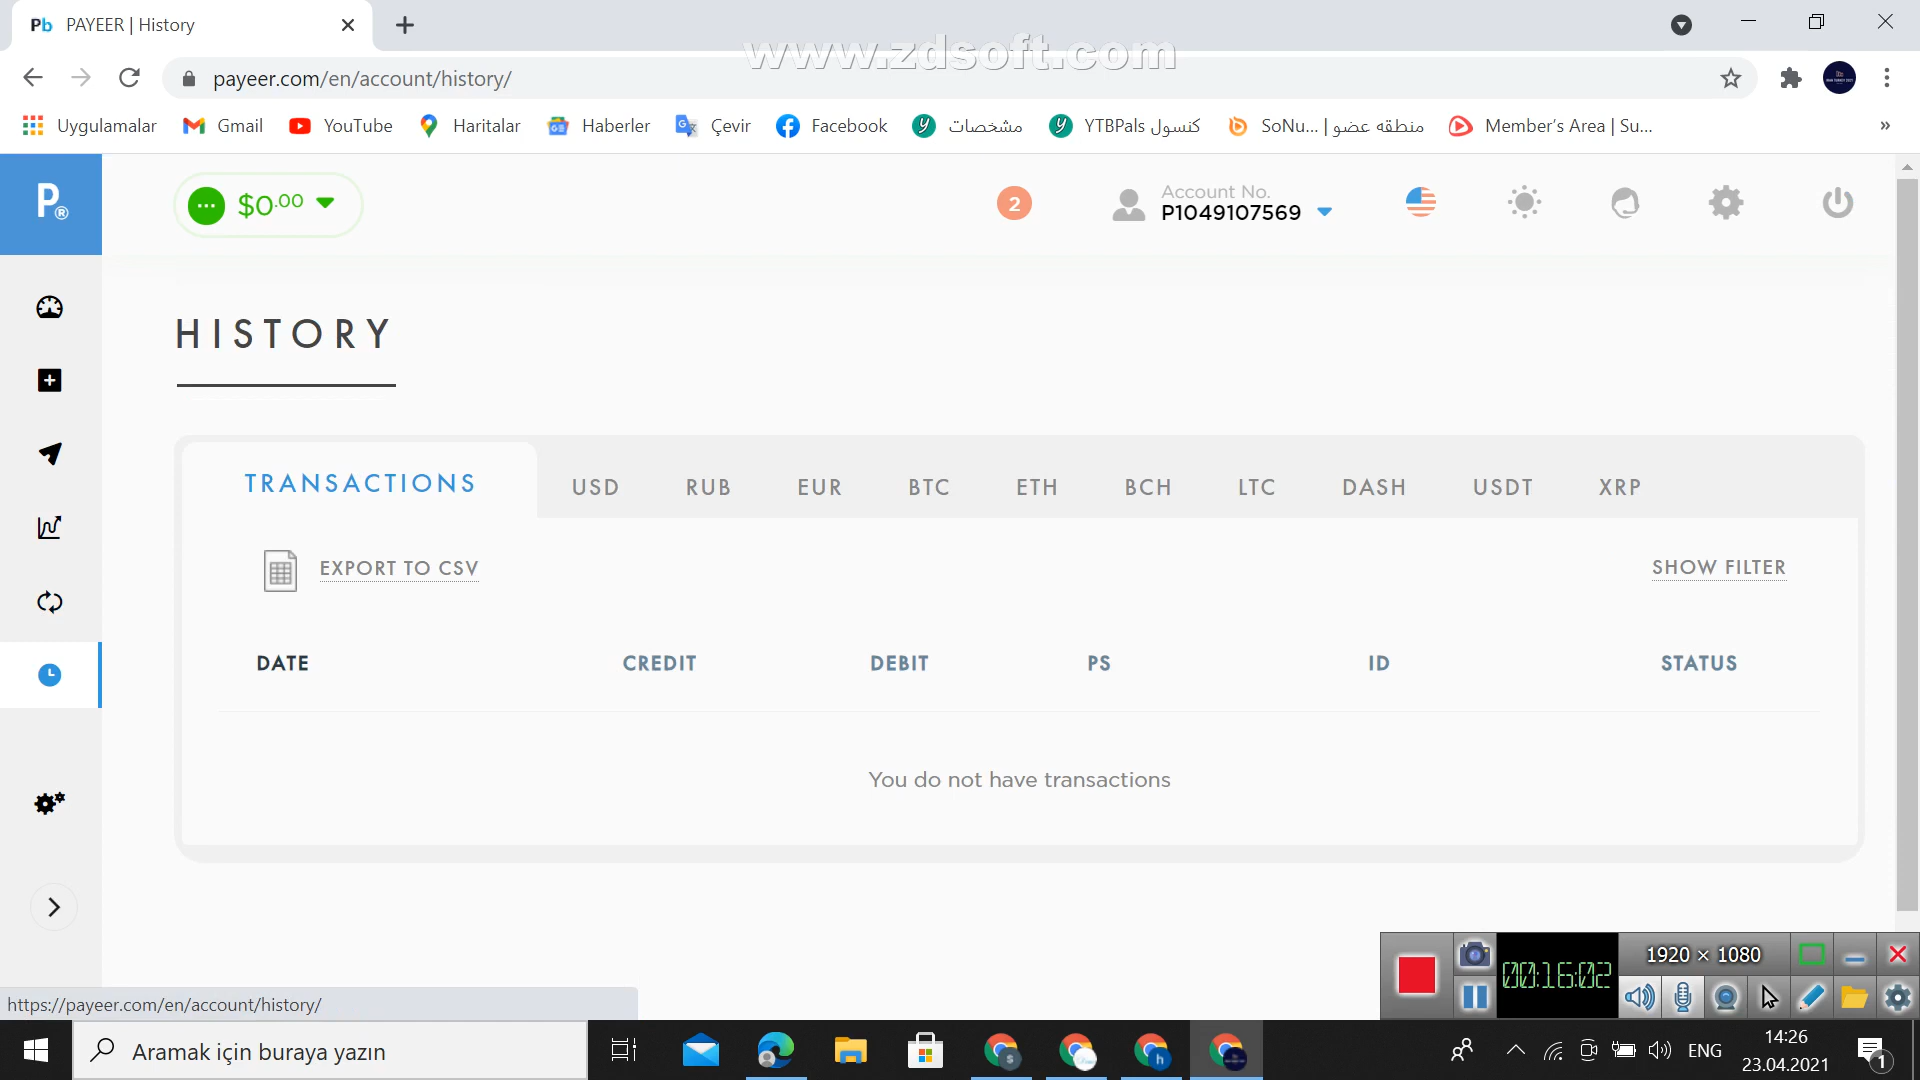 Pb PAYEER | History
www.zdsoft.com
payeer.com/en/account/history/
Uygulamalar Gmail YouTube Haritalar Haberler Çevir Facebook مشخصات YTBPals كنسول SoNu... | منطقه عضو Member's Area | Su... »
P® $0.00 2 Account No.
P1049107569
HISTORY
TRANSACTIONS USD RUB EUR BTC ETH BCH LTC DASH USDT XRP
EXPORT TO CSV SHOW FILTER
DATE CREDIT DEBIT PS ID STATUS
You do not have transactions
1920 × 1080
00:16:02
https://payeer.com/en/account/history/
Aramak için buraya yazın
ENG 14:26
23.04.2021
1